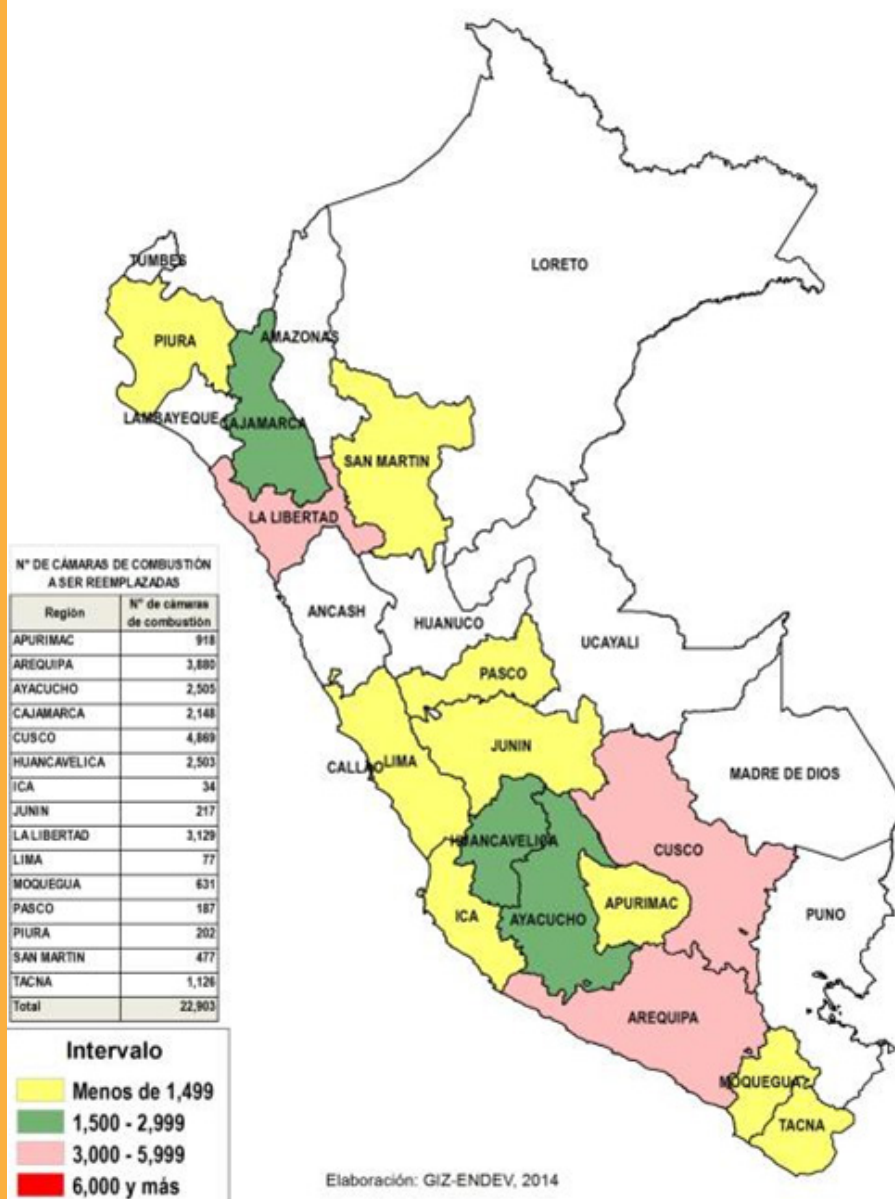 TUMBES
LORETO
PIURA
AMAZONAS
LAMBAYEQUE
CAJAMARCA
SAN MARTIN
LA LIBERTAD
N° DE CÁMARAS DE COMBUSTIÓN
A SER REEMPLAZADAS
Región N° de cámaras de combustión
APURIMAC 918
AREQUIPA 3,880
AYACUCHO 2,505
CAJAMARCA 2,148
CUSCO 4,869
HUANCAVELICA 2,503
ICA 34
JUNIN 217
LA LIBERTAD 3,129
LIMA 77
MOQUEGUA 631
PASCO 187
PIURA 202
SAN MARTIN 477
TACNA 1,126
Total 22,903
ANCASH
HUANUCO
UCAYALI
PASCO
JUNIN
CALLAO
LIMA
MADRE DE DIOS
HUANCAVELICA
CUSCO
ICA
AYACUCHO
APURIMAC
PUNO
AREQUIPA
MOQUEGUA
TACNA
Intervalo
Menos de 1,499
1,500 - 2,999
3,000 - 5,999
6,000 y más
Elaboración: GIZ-ENDEV, 2014